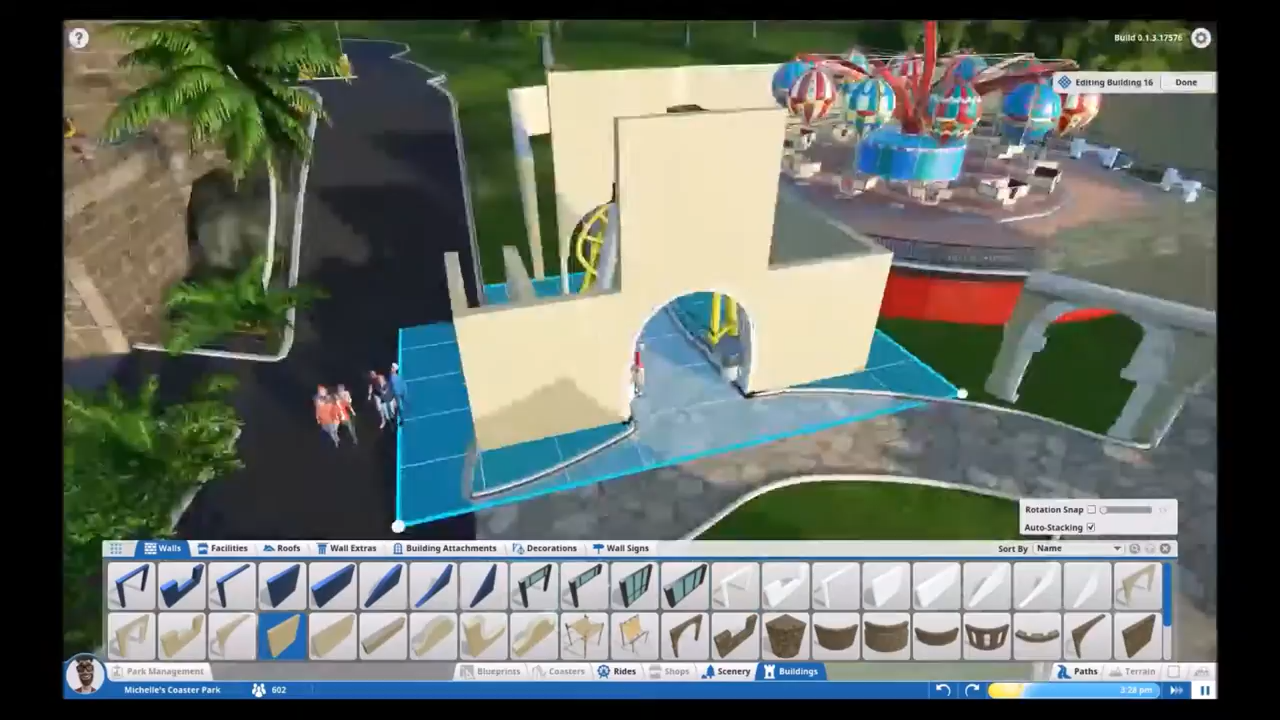 ?
Build 0.1.3.17576
Editing Building 16
Done
Rotation Snap
Auto-Stacking
Walls
Facilities
Roofs
Wall Extras
Building Attachments
Decorations
Wall Signs
Sort By
Name
Park Management
Blueprints
Coasters
Rides
Shops
Scenery
Buildings
Paths
Terrain
Michelle's Coaster Park
602
3:28 pm